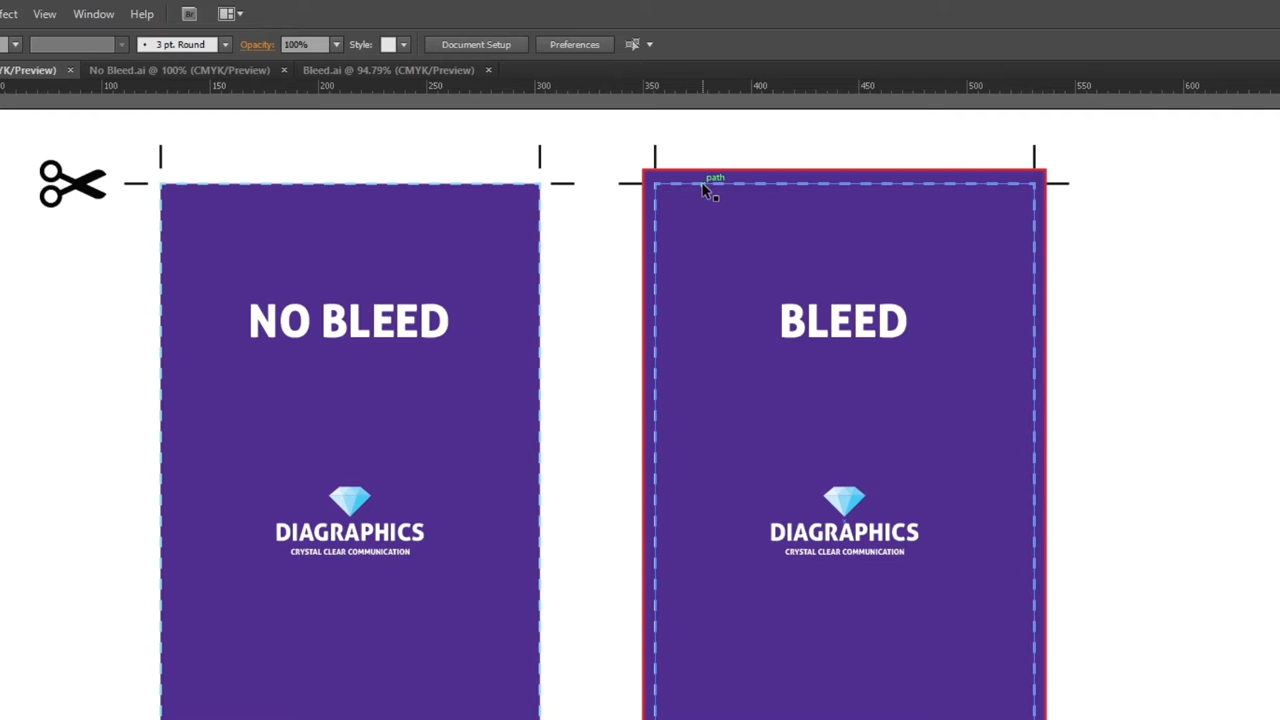 fect View Window Help Br
3 pt. Round Opacity: 100% Style: Document Setup Preferences
YK/Preview) × No Bleed.ai @ 100% (CMYK/Preview) × Bleed.ai @ 94.79% (CMYK/Preview) ×
0 100 150 200 250 300 350 400 450 500 550 600
path
NO BLEED
BLEED
DIAGRAPHICS
CRYSTAL CLEAR COMMUNICATION
DIAGRAPHICS
CRYSTAL CLEAR COMMUNICATION